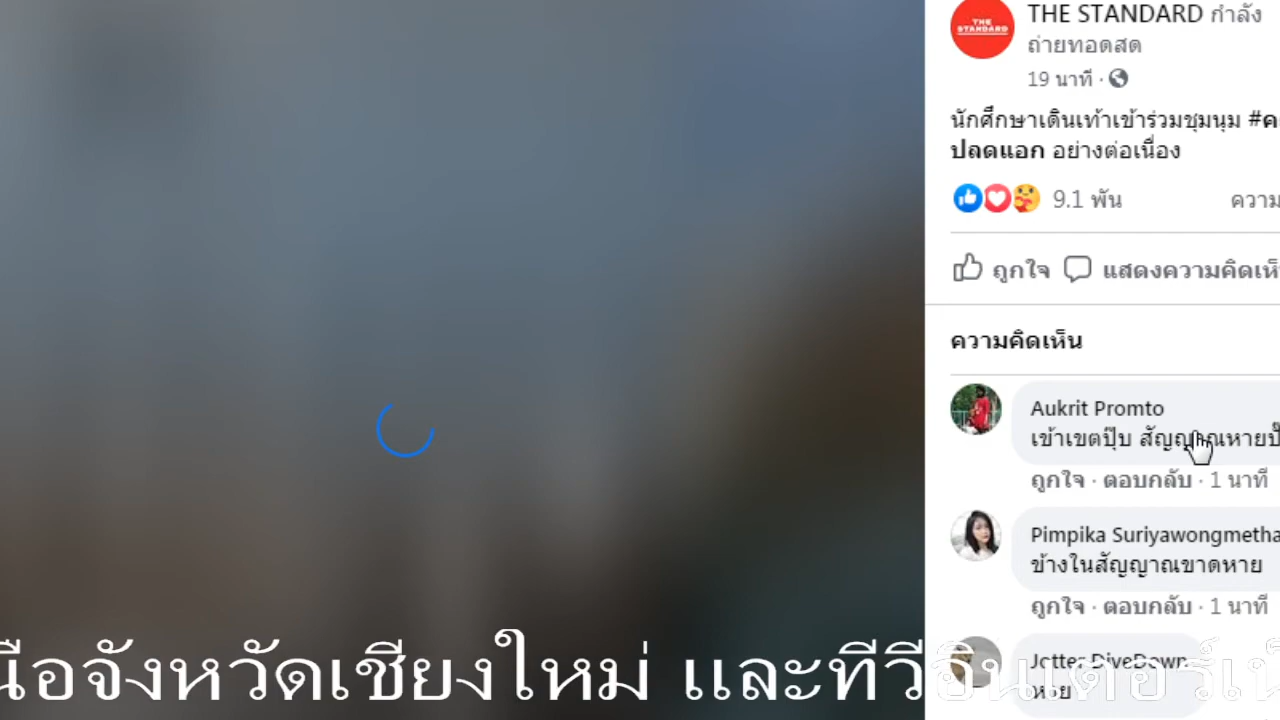 THE STANDARD
THE STANDARD กำลัง
ถ่ายทอดสด
19 นาที ·
นักศึกษาเดินเท้าเข้าร่วมชุมนุม
ปลดแอก อย่างต่อเนื่อง
9.1 พัน
ถูกใจ
ความคิดเห็น
Aukrit Promto
เข้าเขตปุ๊บ
ถูกใจ · ตอบกลับ · 1 นาที
Pimpika
ข้างในสัญญาณขาดหาย
ถูกใจ · ตอบกลับ · 1 นาที
Jotter DiveDown
หาย
จังหวัดเชียงใหม่ และทีวี